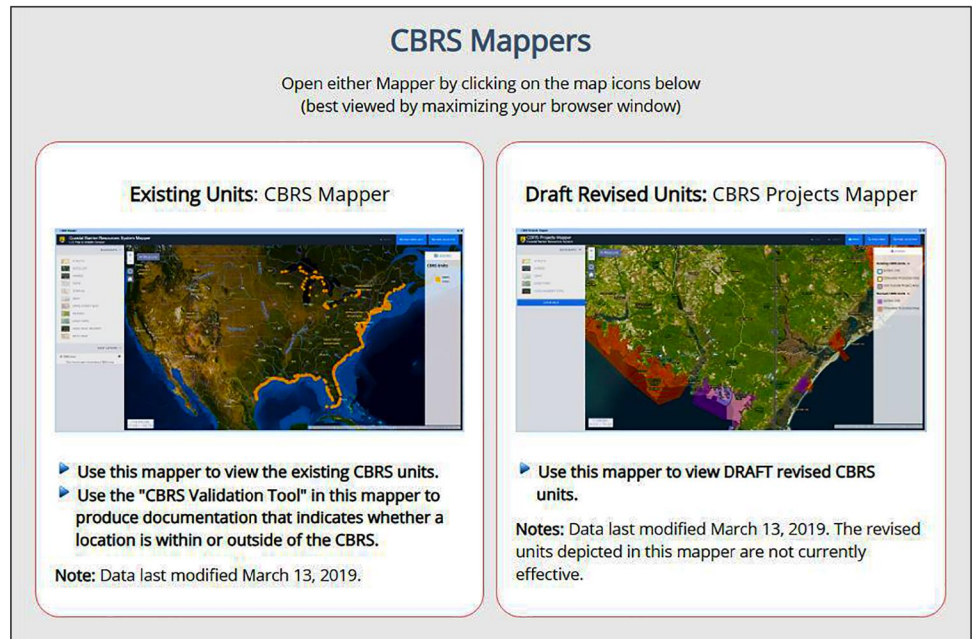 CBRS Mappers
Open either Mapper by clicking on the map icons below
(best viewed by maximizing your browser window)
Existing Units: CBRS Mapper
Use this mapper to view the existing CBRS units.
Use the "CBRS Validation Tool" in this mapper to
produce documentation that indicates whether a
location is within or outside of the CBRS.
Note: Data last modified March 13, 2019.
Draft Revised Units: CBRS Projects Mapper
CBRS Projects Mapper
Use this mapper to view DRAFT revised CBRS
units.
Notes: Data last modified March 13, 2019. The revised
units depicted in this mapper are not currently
effective.